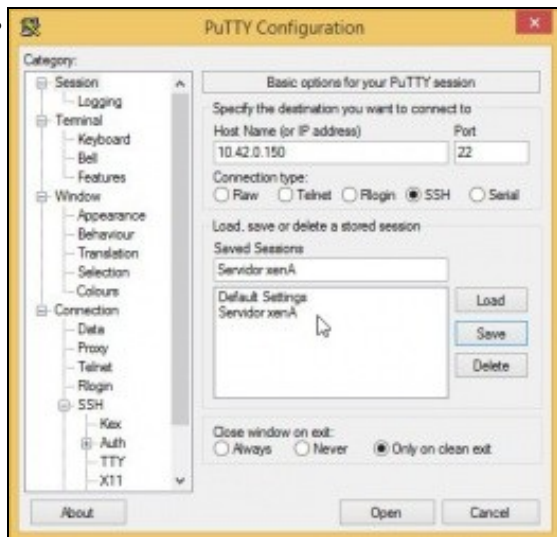 PuTTY Configuration
Category:
Session
Logging
Terminal
Keyboard
Bell
Features
Window
Appearance
Behaviour
Translation
Selection
Colours
Connection
Data
Proxy
Telnet
Rlogin
SSH
Kex
Auth
TTY
X11
Basic options for your PuTTY session
Specify the destination you want to connect to
Host Name (or IP address) Port
10.42.0.150 22
Connection type:
Raw Telnet Rlogin SSH Serial
Load, save or delete a stored session
Saved Sessions
Servidor xenA
Default Settings
Servidor xenA
Load
Save
Delete
Close window on exit:
Always Never Only on clean exit
About Open Cancel